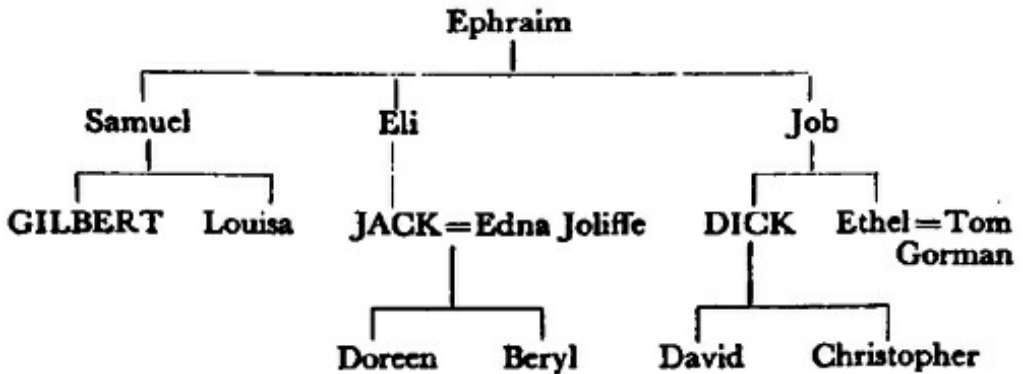 Ephraim
Samuel Eli Job
GILBERT Louisa JACK=Edna Joliffe DICK Ethel=Tom
Gorman
Doreen Beryl David Christopher